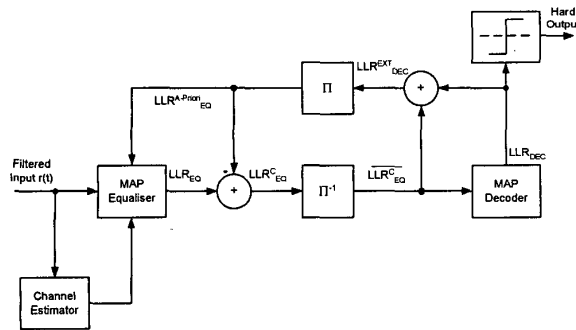 Hard
Output
LLR^EXT_DEC
Π
+
LLR^A-Priori_EQ
LLR_DEC
Filtered
Input r(t)
MAP
Equaliser
LLR_EQ
-
+
LLR^C_EQ
Π^-1
LLR^C_EQ
MAP
Decoder
Channel
Estimator